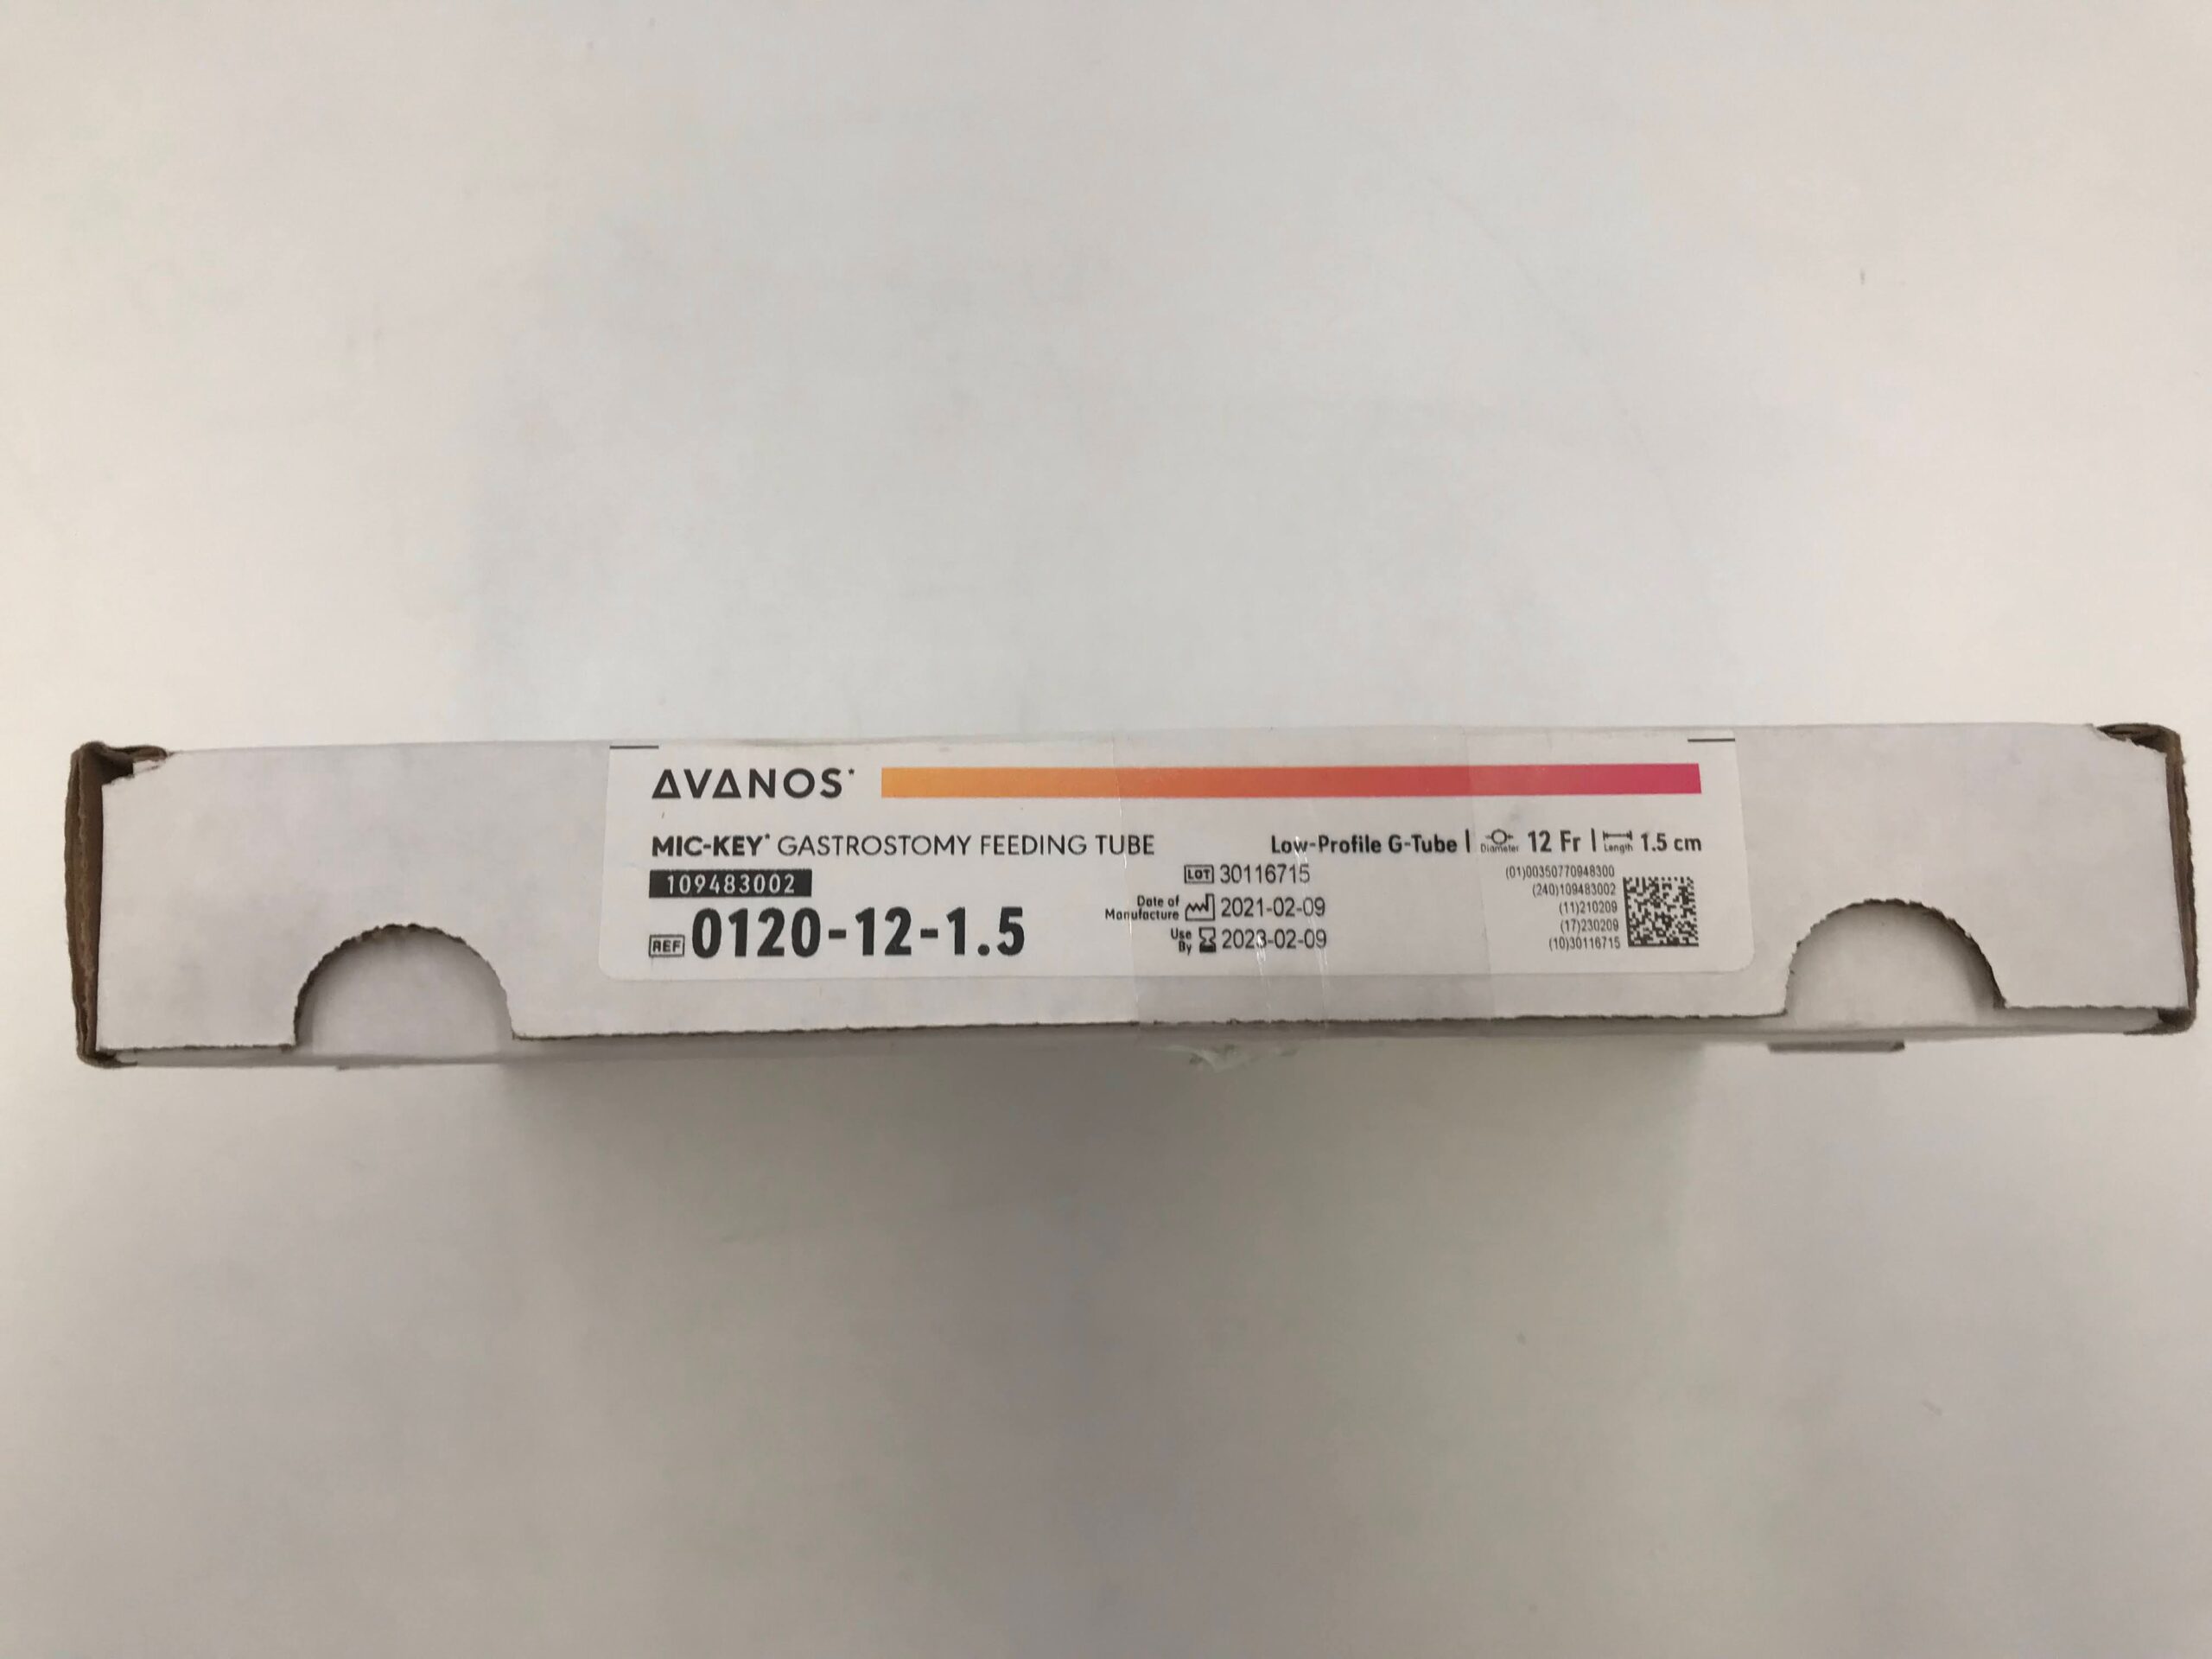 AVANOS*
MIC-KEY* GASTROSTOMY FEEDING TUBE
Low-Profile G-Tube | Diameter 12 Fr | Length 1.5 cm
109483002
REF 0120-12-1.5
LOT 30116715
Date of Manufacture 2021-02-09
Use By 2023-02-09
(01)00350770948300
(240)109483002
(11)210209
(17)230209
(10)30116715